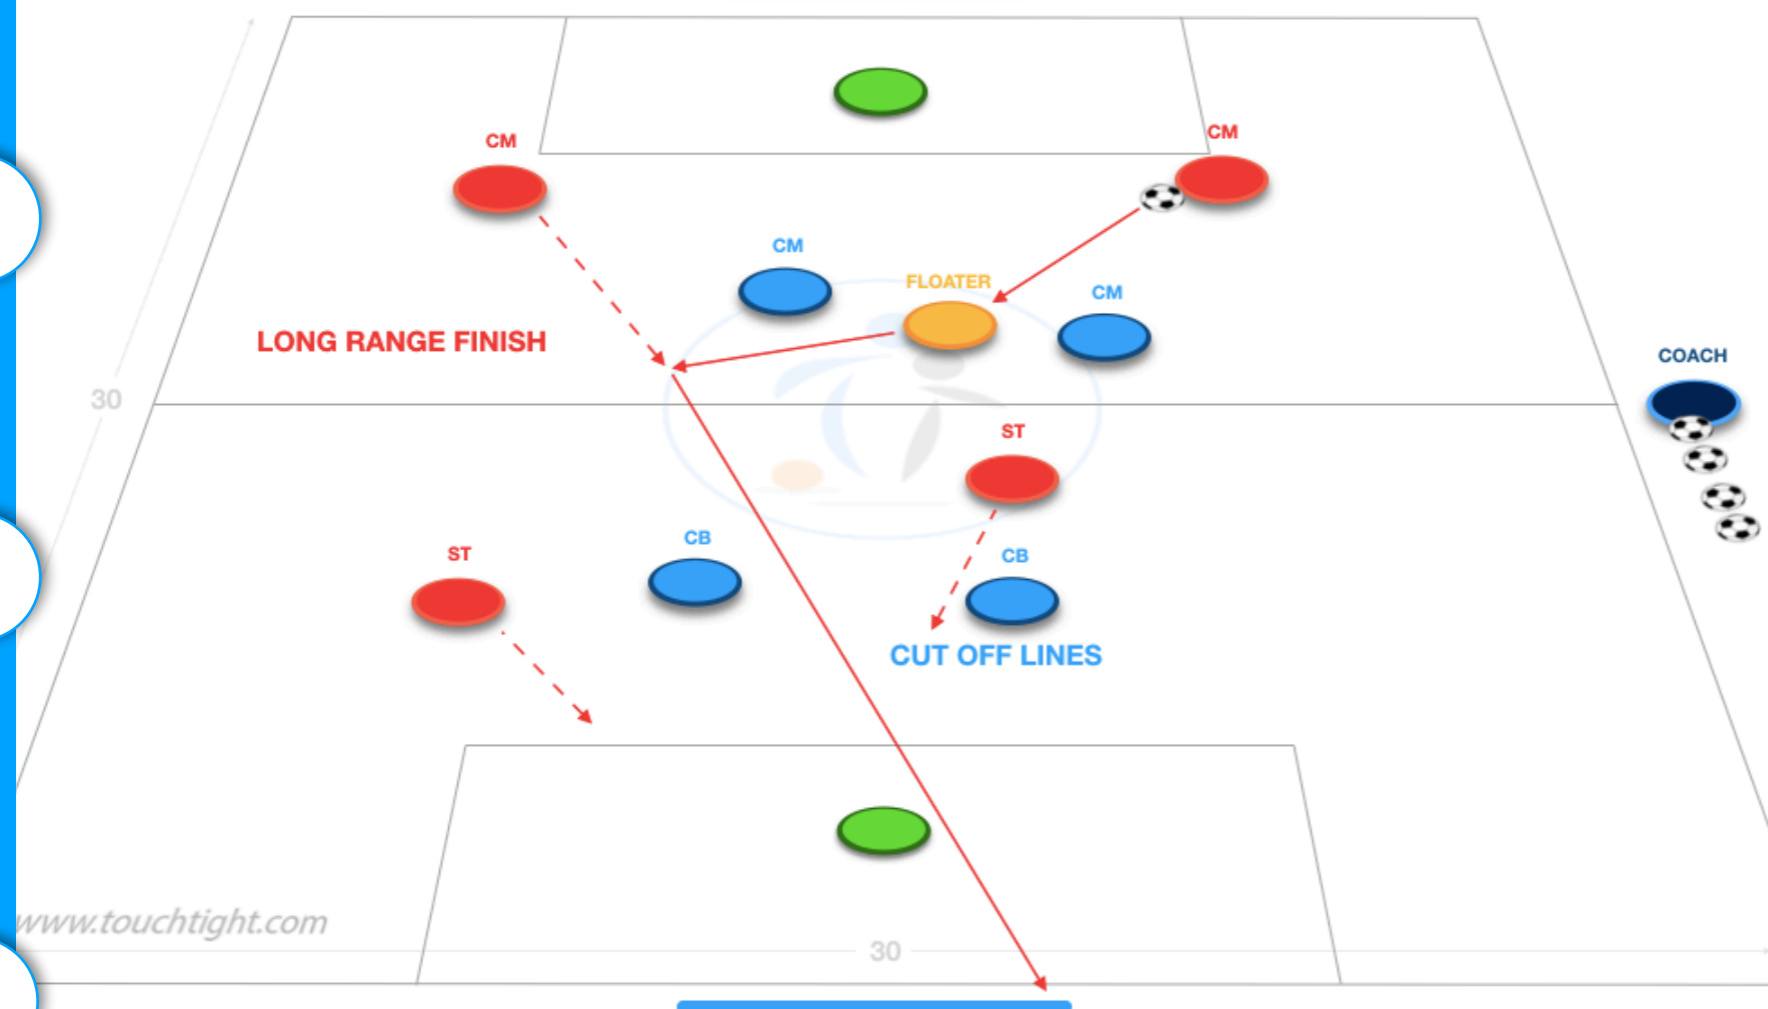 CM
CM
CM
FLOATER
CM
LONG RANGE FINISH
COACH
30
ST
CB
ST
CB
CUT OFF LINES
www.touchtight.com
30